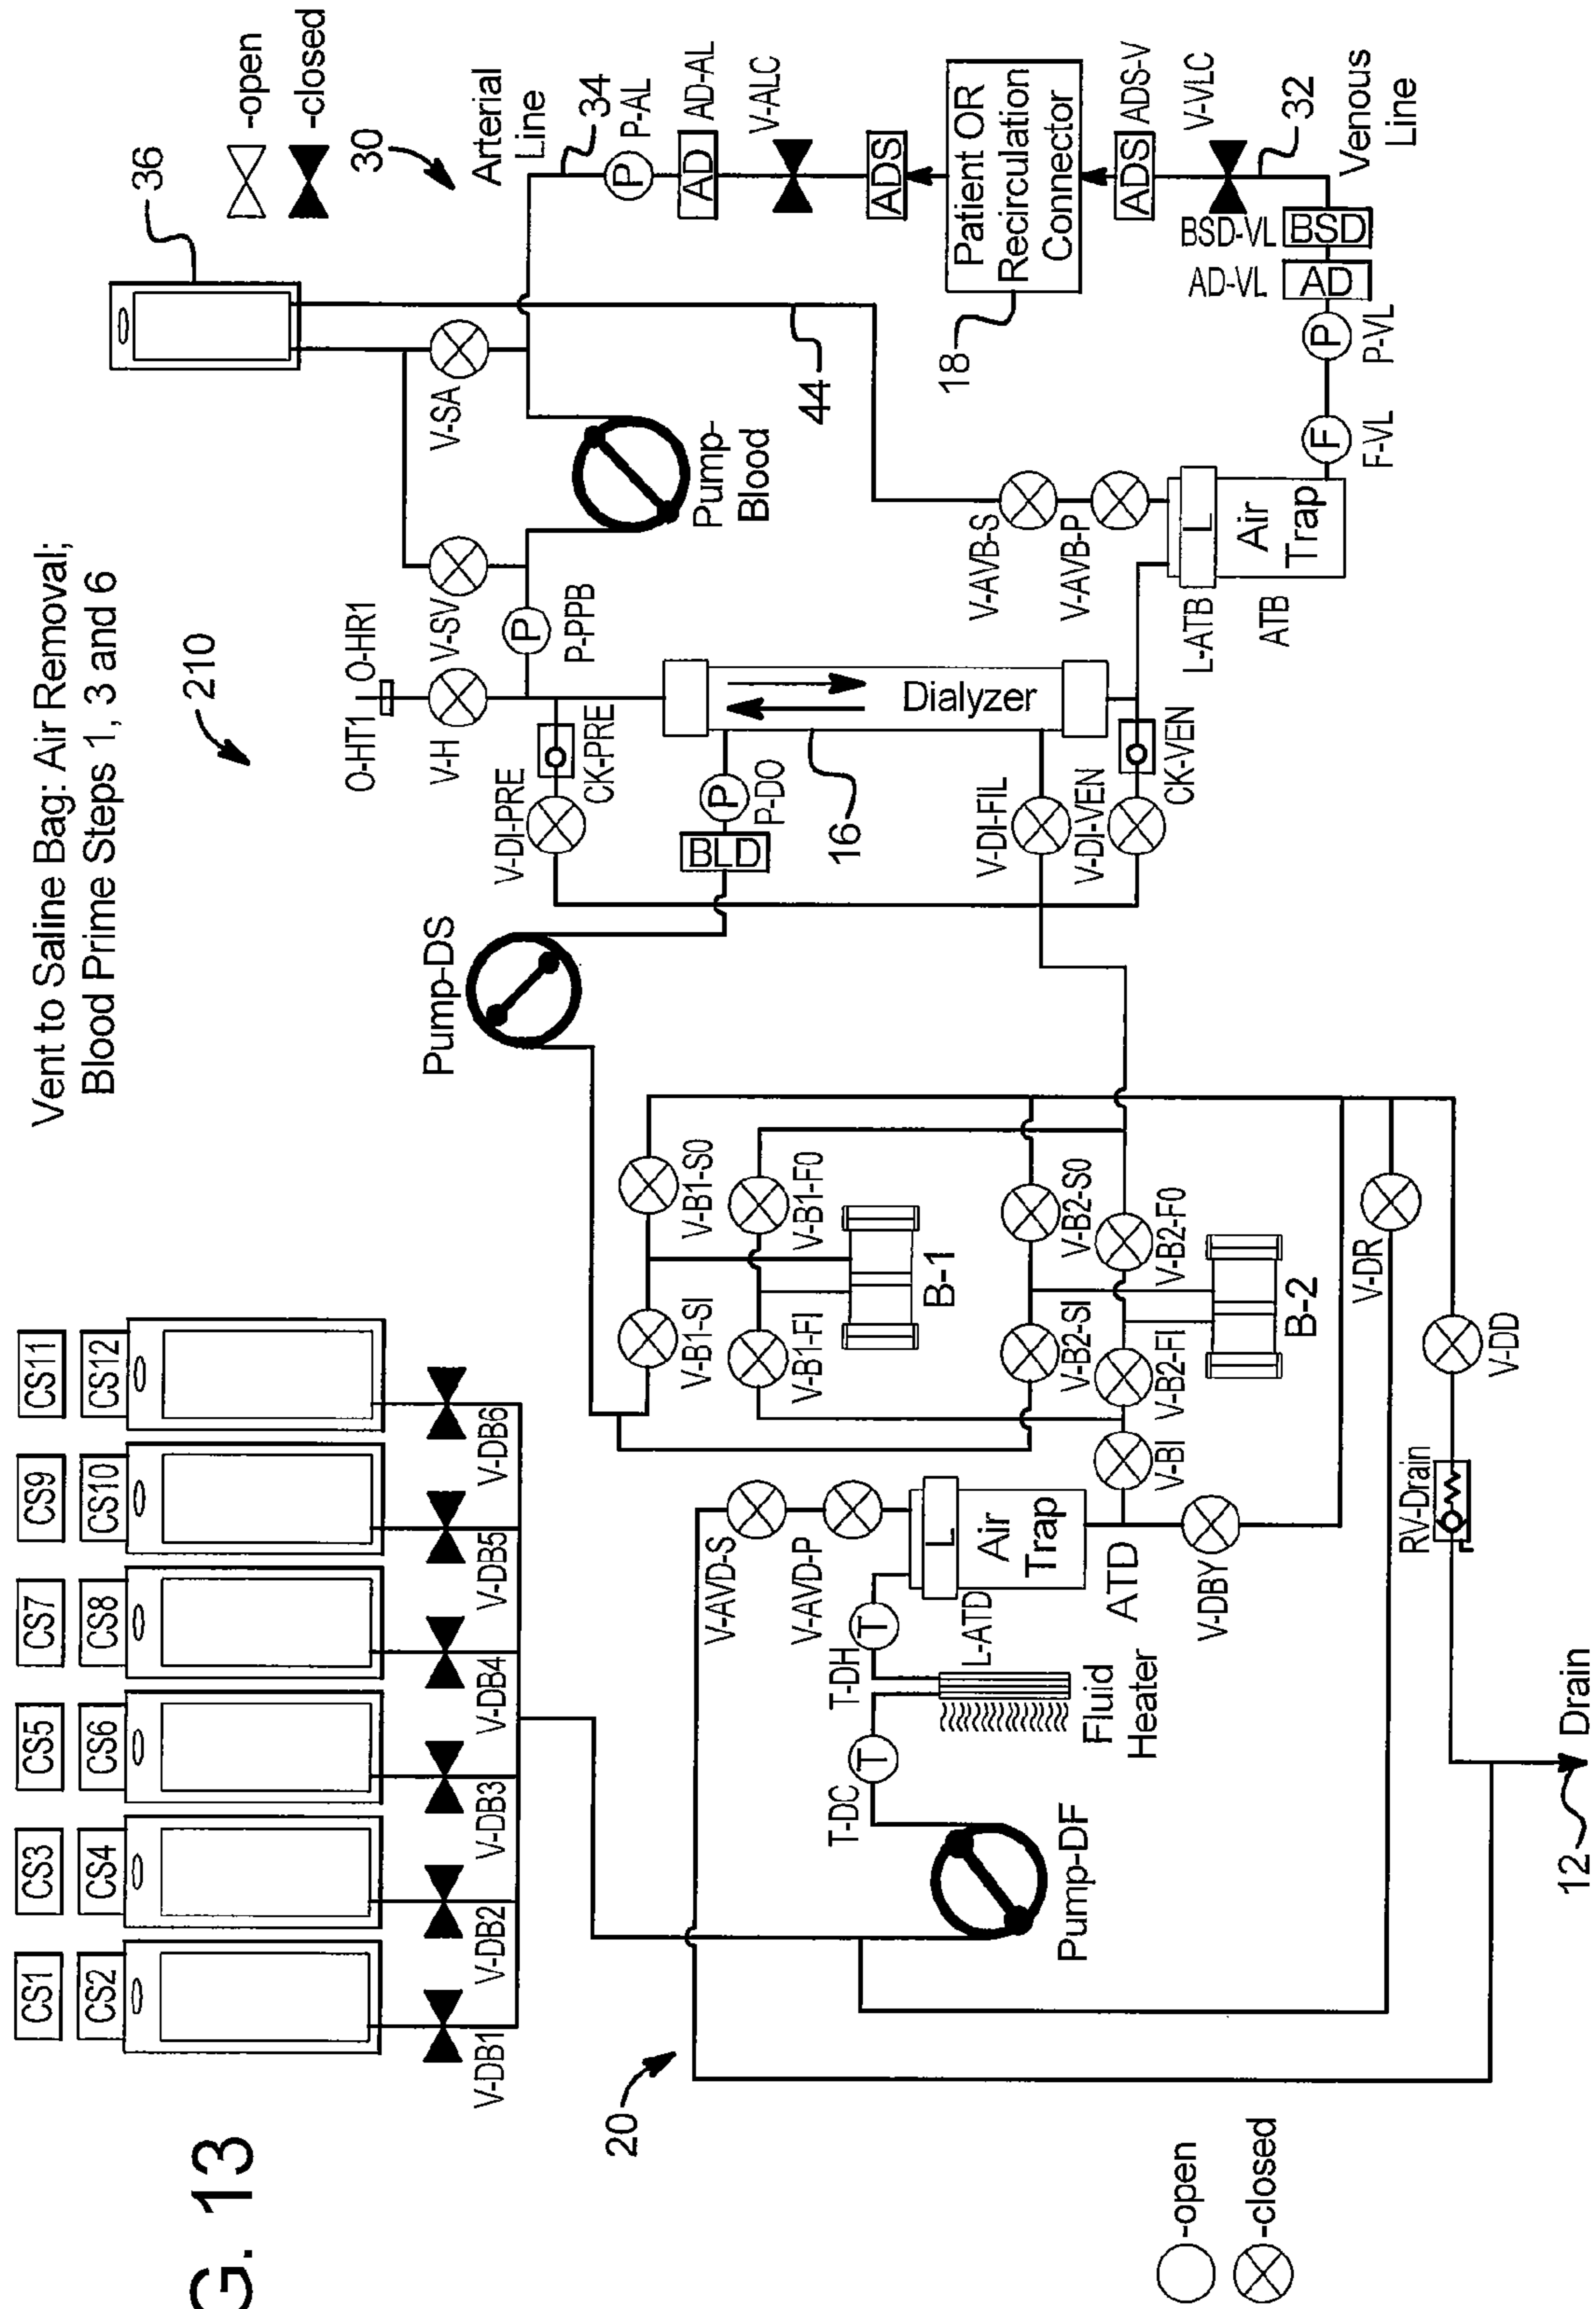 FIG. 13
Vent to Saline Bag: Air Removal;
Blood Prime Steps 1, 3 and 6
210
CS1
CS2
CS3
CS4
CS5
CS6
CS7
CS8
CS9
CS10
CS11
CS12
V-DB1
V-DB2
V-DB3
V-DB4
V-DB5
V-DB6
36
-open
-closed
30
Arterial
Line
34
P
P-AL
AD
AD-AL
V-ALC
ADS
Patient OR
Recirculation
Connector
18
ADS
ADS-V
V-VLC
32
Venous
Line
BSD-VL
BSD
AD-VL
AD
P
P-VL
F
F-VL
44
V-SA
V-SV
Pump-
Blood
O-HT1
O-HR1
V-H
P
P-PPB
CK-PRE
V-DI-PRE
Dialyzer
16
P
P-DO
BLD
V-DI-FIL
V-DI-VEN
CK-VEN
V-AVB-S
V-AVB-P
L-ATB
L
Air
Trap
ATB
Pump-DS
V-B1-S0
V-B1-SI
V-B1-F0
V-B1-FI
B-1
V-B2-S0
V-B2-SI
V-B2-F0
V-B2-FI
B-2
V-BI
V-AVD-S
V-AVD-P
L
Air
Trap
L-ATD
ATD
V-DBY
T
T-DH
T
T-DC
Fluid
Heater
Pump-DF
V-DR
V-DD
RV-Drain
12
Drain
20
-open
-closed